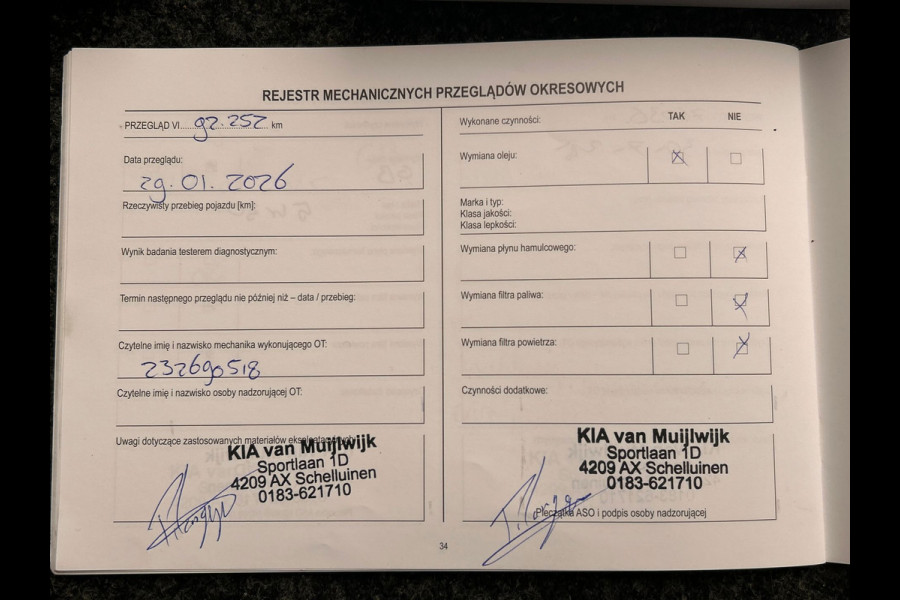 REJESTR MECHANICZNYCH PRZEGLĄDÓW OKRESOWYCH
PRZEGLĄD VI 92.252 km
Data przeglądu:
29.01.2026
Rzeczywisty przebieg pojazdu [km]:
Wynik badania testerem diagnostycznym:
Termin następnego przeglądu nie później niż – data / przebieg:
Czytelne imię i nazwisko mechanika wykonującego OT:
232690518
Czytelne imię i nazwisko osoby nadzorującej OT:
Uwagi dotyczące zastosowanych materiałów eksploatacyjnych
KIA van Muijlwijk
Sportlaan 1D
4209 AX Schelluinen
0183-621710
Wykonane czynności: TAK NIE
Wymiana oleju:
Marka i typ:
Klasa jakości:
Klasa lepkości:
Wymiana płynu hamulcowego:
Wymiana filtra paliwa:
Wymiana filtra powietrza:
Czynności dodatkowe:
KIA van Muijlwijk
Sportlaan 1D
4209 AX Schelluinen
0183-621710
Pieczątka ASO i podpis osoby nadzorującej
34